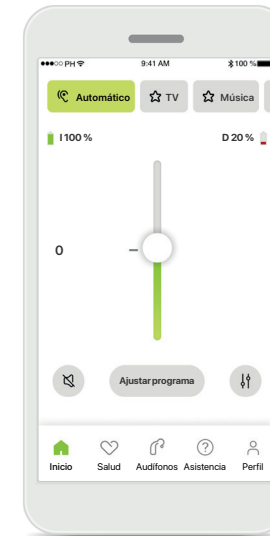 PH 9:41 AM 100 %
Automático TV Música
I 100 % D 20 %
0
Ajustar programa
Inicio Salud Audífonos Asistencia Perfil